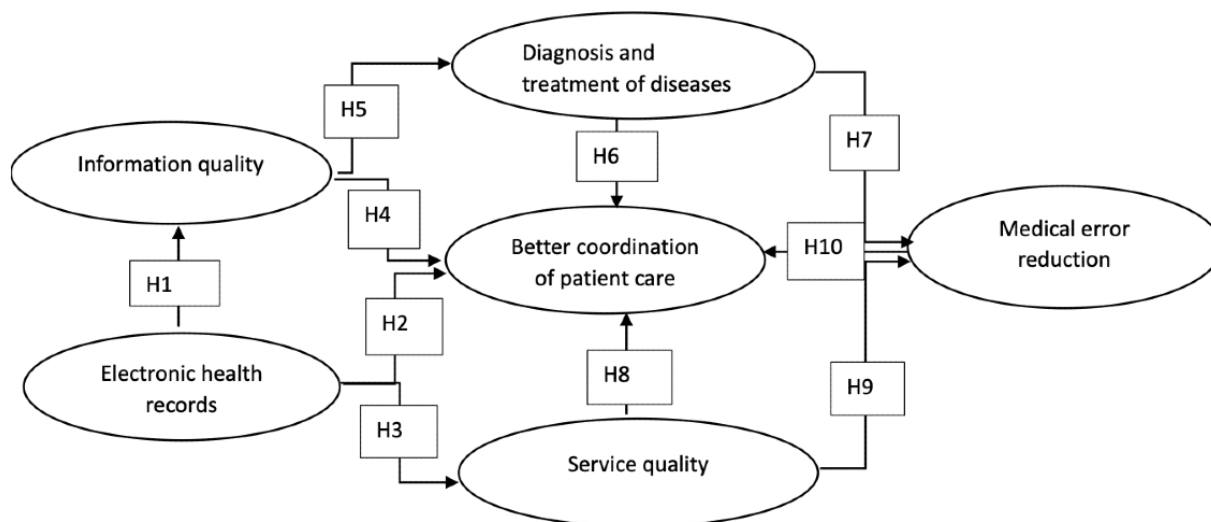 Diagnosis and
treatment of diseases
H5
H7
Information quality
H6
H4
Better coordination
of patient care
H10
Medical error
reduction
H1
H2
Electronic health
records
H8
H9
H3
Service quality